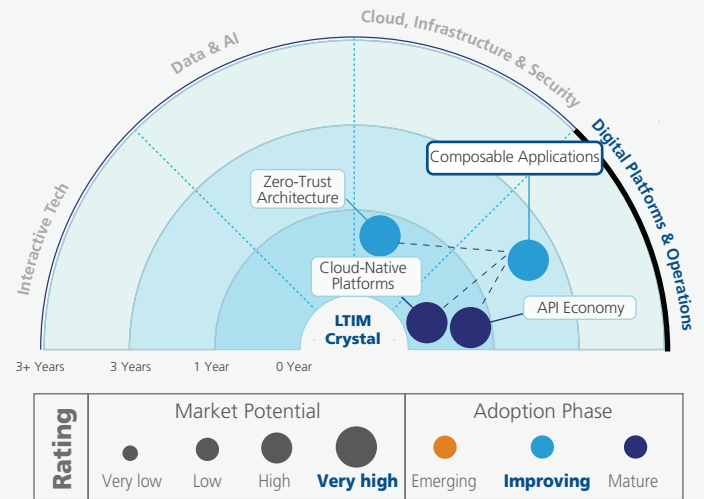 Cloud, Infrastructure & Security
Data & AI
Digital Platforms & Operations
Interactive Tech
Composable Applications
Zero-Trust
Architecture
Cloud-Native
Platforms
API Economy
LTIM
Crystal
3+ Years
3 Years
1 Year
0 Year
Rating
Market Potential
Very low
Low
High
Very high
Adoption Phase
Emerging
Improving
Mature